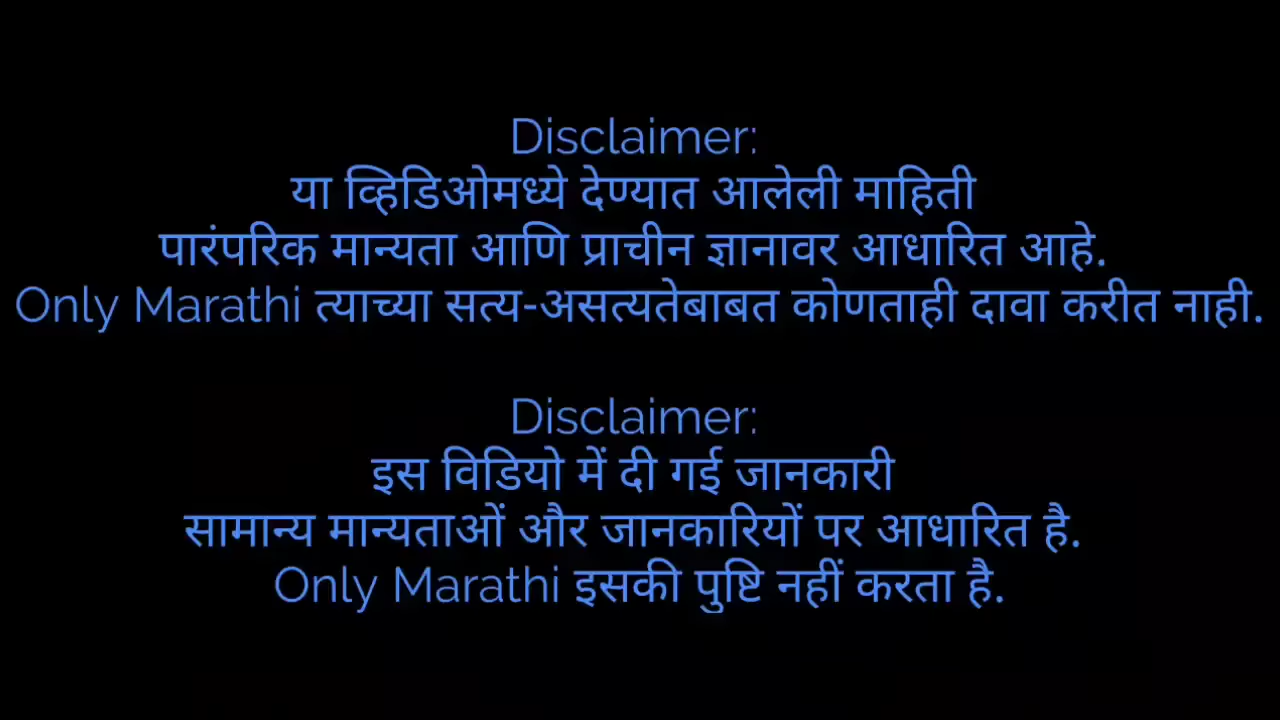 Disclaimer:
या व्हिडिओमध्ये देण्यात आलेली माहिती
पारंपरिक मान्यता आणि प्राचीन ज्ञानावर आधारित आहे.
Only Marathi त्याच्या सत्य-असत्यतेबाबत कोणताही दावा करीत नाही.
Disclaimer:
इस विडियो में दी गई जानकारी
सामान्य मान्यताओं और जानकारियों पर आधारित है.
Only Marathi इसकी पुष्टि नहीं करता है.